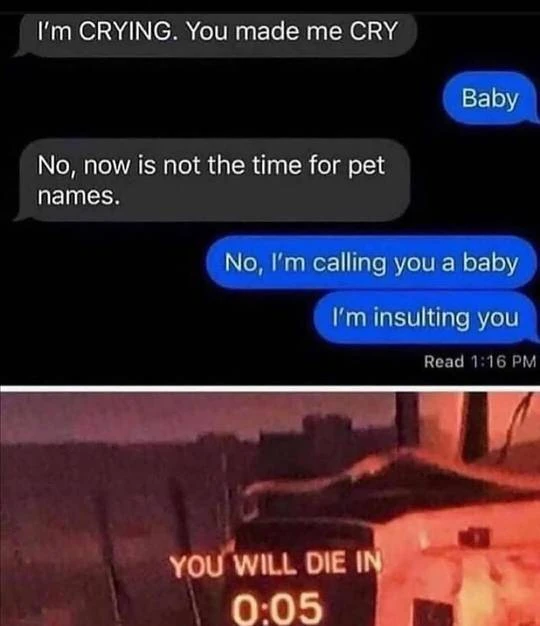 I'm CRYING. You made me CRY
Baby
No, now is not the time for pet
names.
No, I'm calling you a baby
I'm insulting you
Read 1:16 PM
YOU WILL DIE IN
0:05